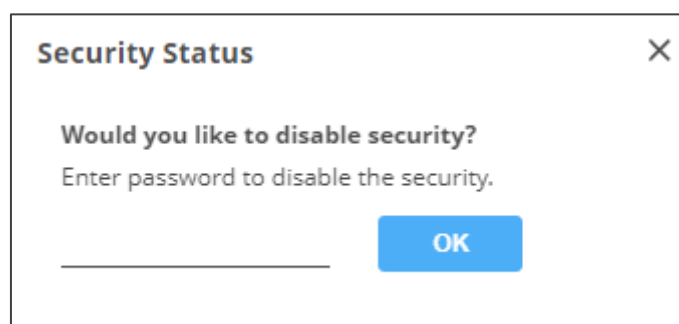 Security Status
Would you like to disable security?
Enter password to disable the security.
OK